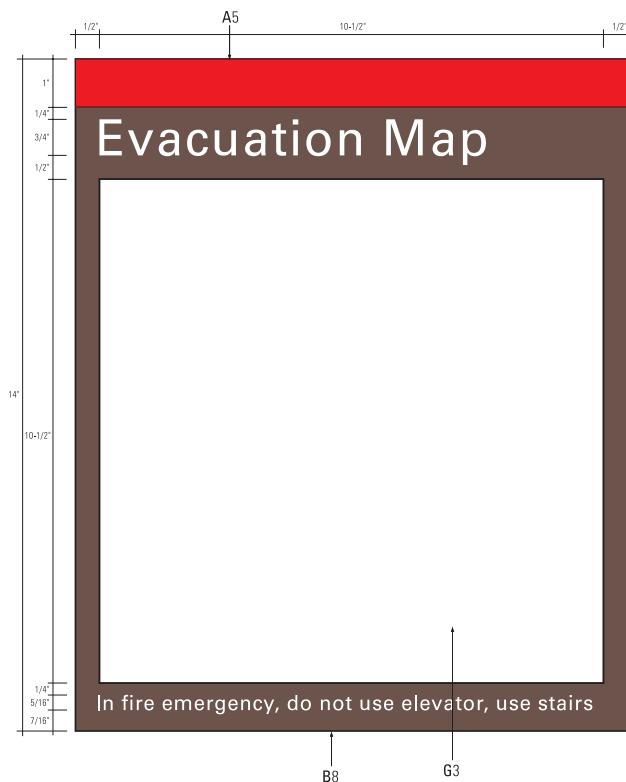 A5
1/2" 10-1/2" 1/2"
1"
1/4"
3/4"
1/2"
Evacuation Map
14"
10-1/2"
1/4"
5/16"
7/16"
In fire emergency, do not use elevator, use stairs
B8
G3